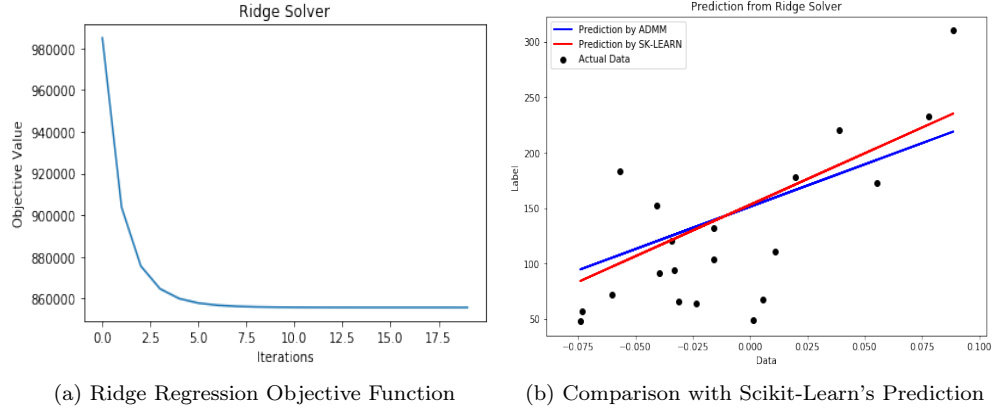 Ridge Solver
980000
960000
940000
920000
900000
880000
860000
Objective Value
0.0 2.5 5.0 7.5 10.0 12.5 15.0 17.5
Iterations
(a) Ridge Regression Objective Function
Prediction from Ridge Solver
Prediction by ADMM
Prediction by SK-LEARN
Actual Data
300
250
200
150
100
50
Label
−0.075 −0.050 −0.025 0.000 0.025 0.050 0.075 0.100
Data
(b) Comparison with Scikit-Learn's Prediction